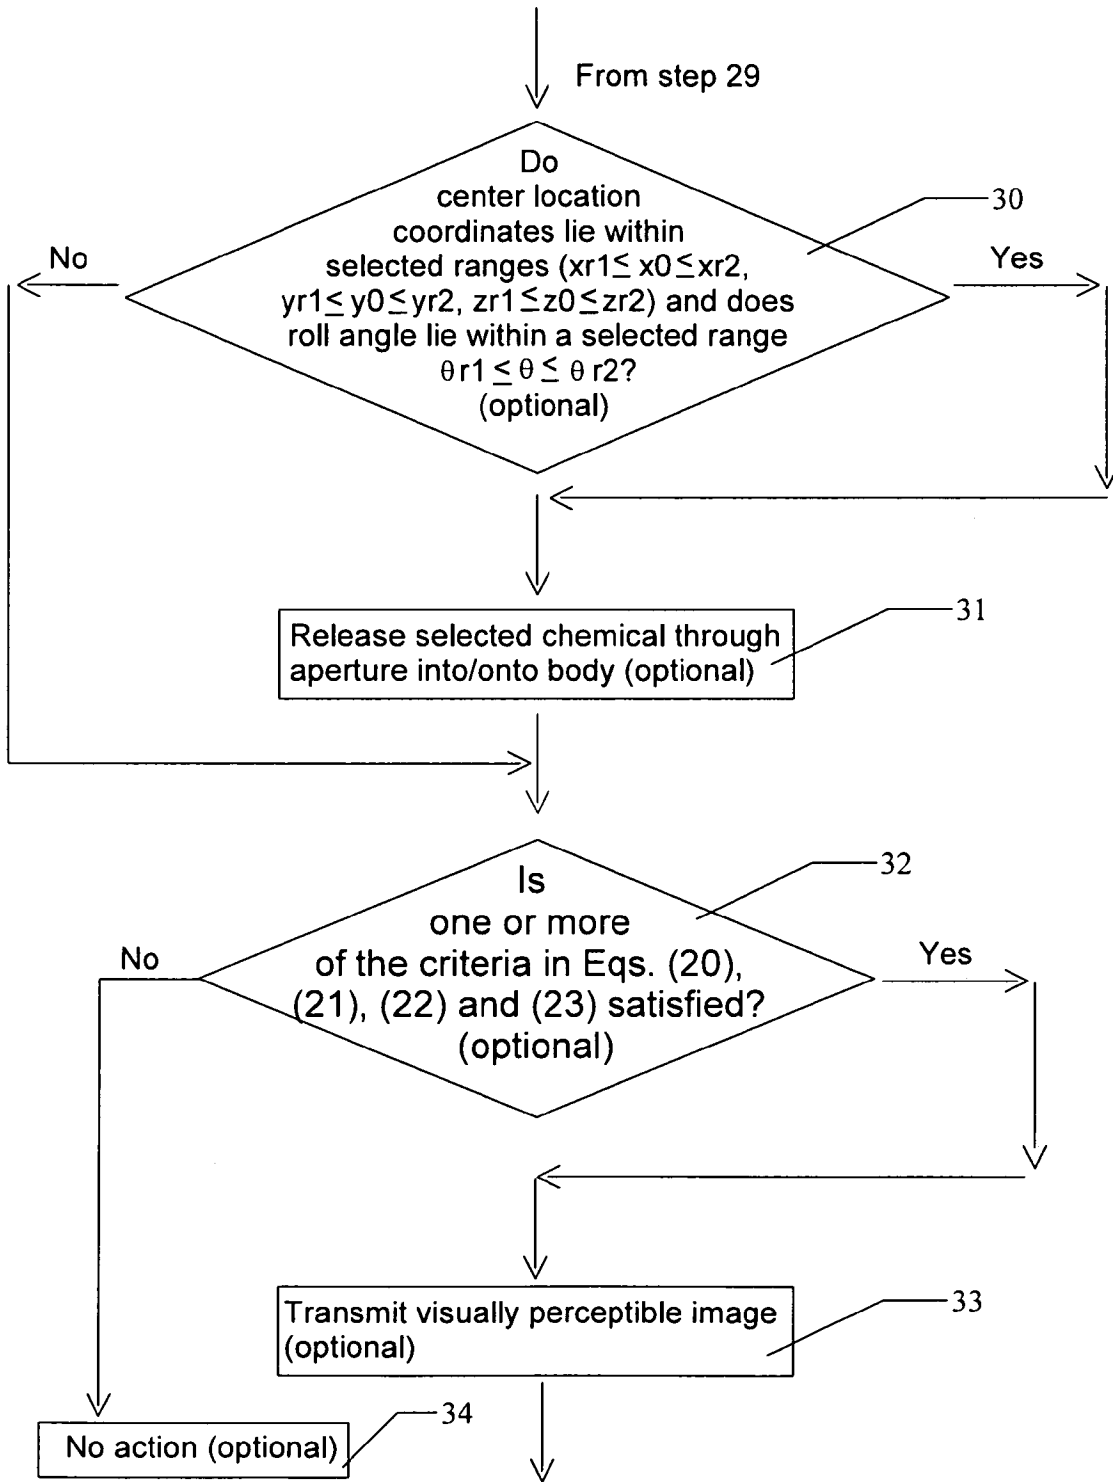 From step 29
Do
center location
coordinates lie within
selected ranges (xr1≤ x0≤xr2,
yr1≤ y0≤yr2, zr1≤z0≤zr2) and does
roll angle lie within a selected range
θr1≤θ≤ θr2?
(optional)
30
No
Yes
31
Release selected chemical through
aperture into/onto body (optional)
32
Is
one or more
of the criteria in Eqs. (20),
(21), (22) and (23) satisfied?
(optional)
No
Yes
33
Transmit visually perceptible image
(optional)
34
No action (optional)